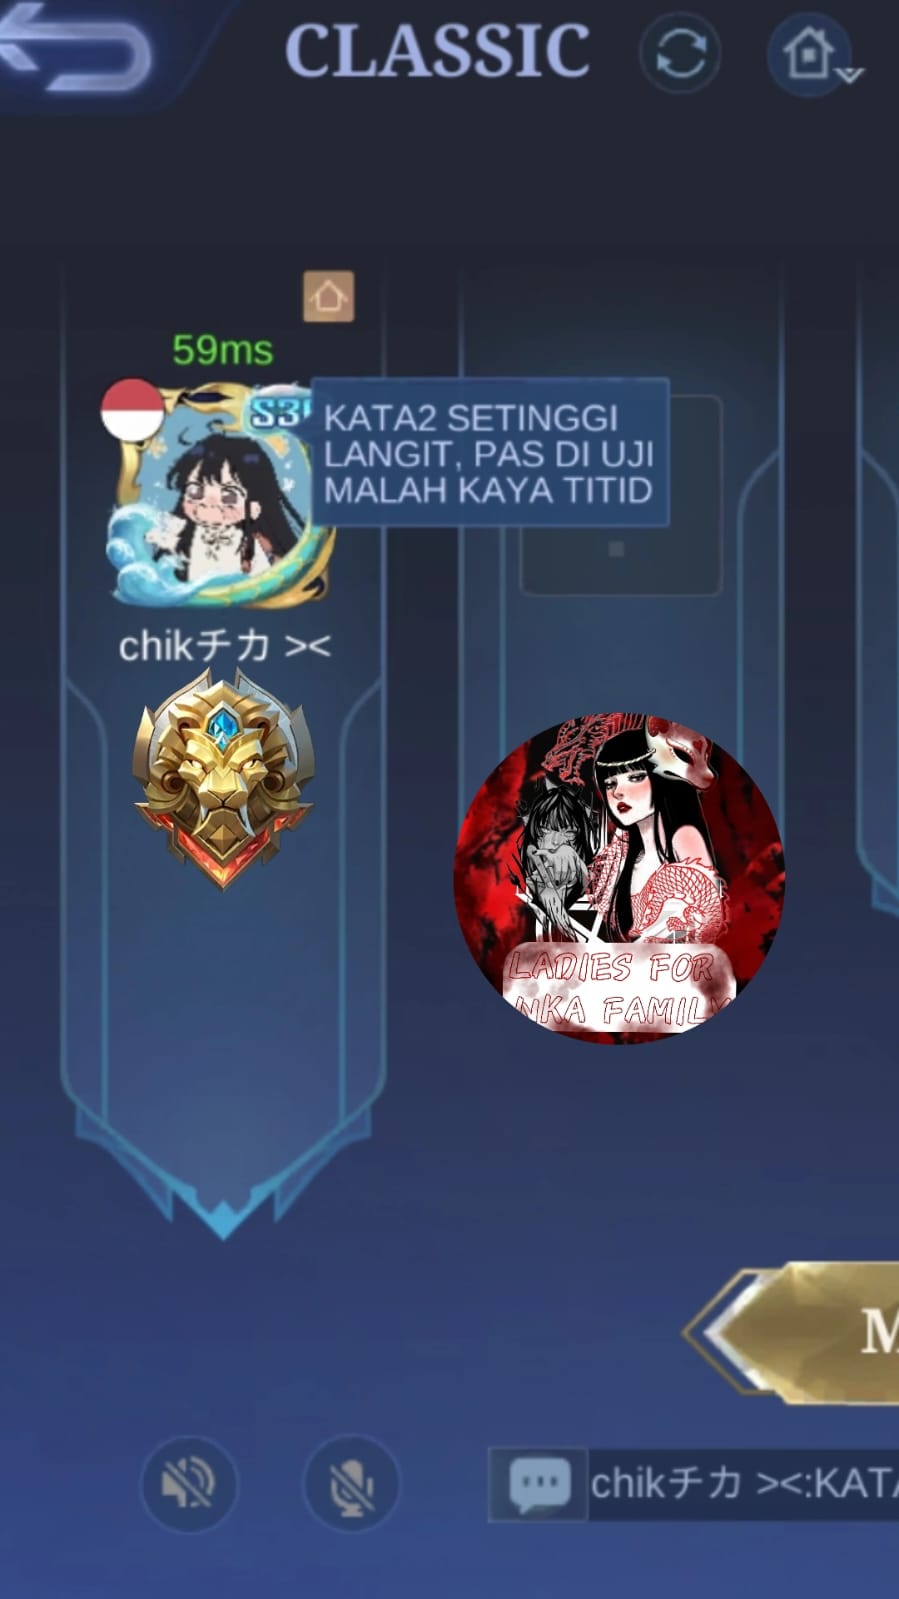 CLASSIC
59ms
KATA2 SETINGGI
LANGIT, PAS DI UJI
MALAH KAYA TITID
chikチカ ><
LADIES FOR
NKA FAMILY
chikチカ ><:KATA